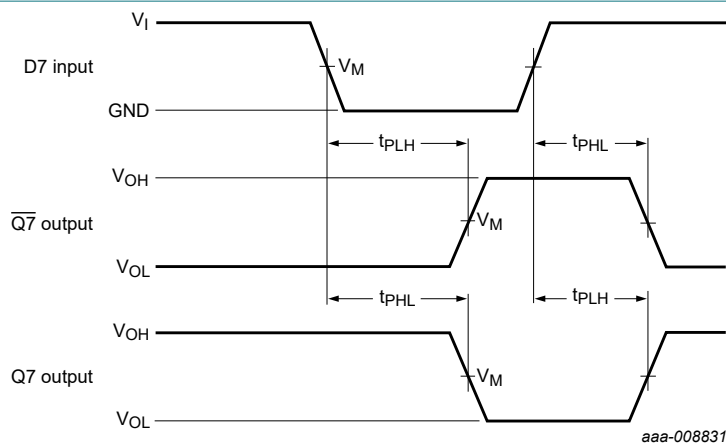 V_I
D7 input
V_M
GND
t_PLH
t_PHL
V_OH
Q̅7̅ output
V_M
V_OL
t_PHL
t_PLH
V_OH
Q7 output
V_M
V_OL
aaa-008831